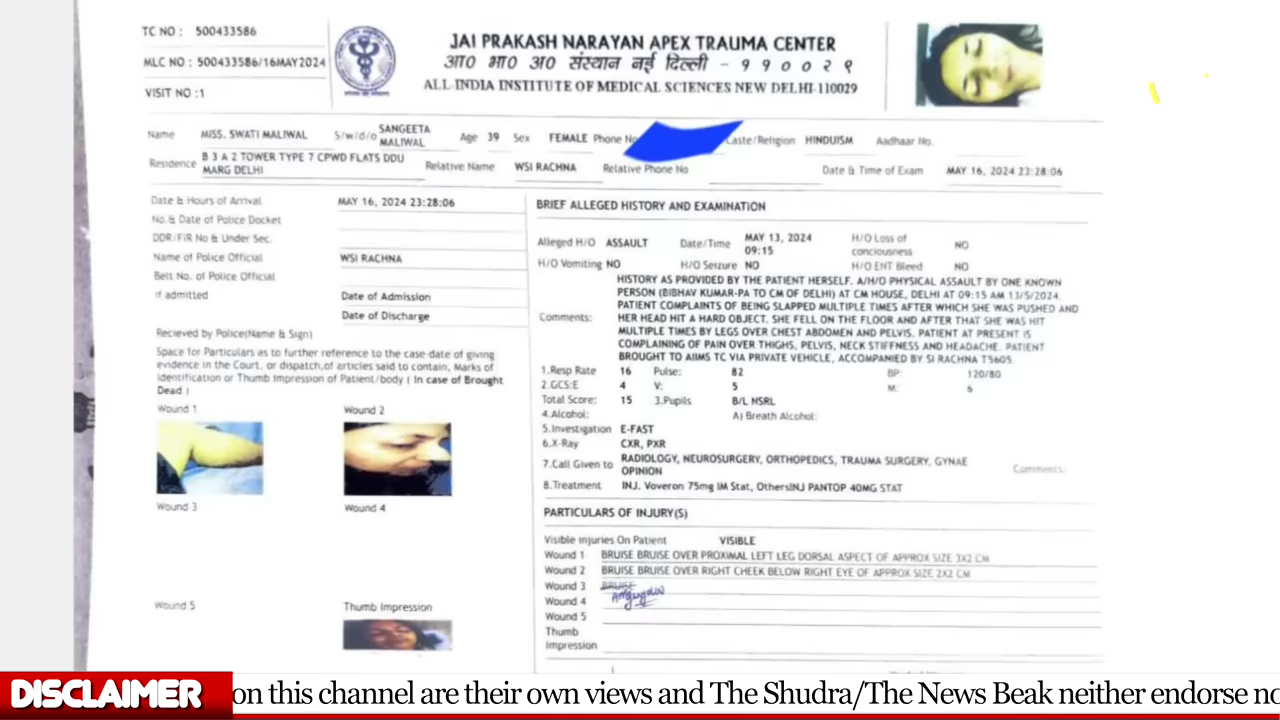 TC NO : 500433586
MLC NO : 500433586/16MAY2024
VISIT NO :1
JAI PRAKASH NARAYAN APEX TRAUMA CENTER
आ0 भा0 अ0 संस्थान नई दिल्ली - ११००२९
ALL INDIA INSTITUTE OF MEDICAL SCIENCES NEW DELHI-110029
Name MISS. SWATI MALIWAL S/w/d/o SANGEETA MALIWAL Age 39 Sex FEMALE Phone No Caste/Religion HINDUISM Aadhaar No.
Residence B 3 A 2 TOWER TYPE 7 CPWD FLATS DDU MARG DELHI Relative Name WSI RACHNA Relative Phone No Date & Time of Exam MAY 16, 2024 23:28:06
Date & Hours of Arrival MAY 16, 2024 23:28:06
No.& Date of Police Docket
DDR/FIR No & Under Sec.
Name of Police Official WSI RACHNA
Belt No. of Police Official
if admitted Date of Admission
Date of Discharge
Recieved by Police(Name & Sign)
Space for Particulars as to further reference to the case-date of giving
evidence in the Court, or dispatch,of articles said to contain, Marks of
identification or Thumb Impression of Patient/body ( In case of Brought
Dead )
Wound 1 Wound 2
Wound 3 Wound 4
Wound 5 Thumb Impression
BRIEF ALLEGED HISTORY AND EXAMINATION
Alleged H/O ASSAULT Date/Time MAY 13, 2024 09:15 H/O Loss of conciousness NO
H/O Vomiting NO H/O Seizure NO H/O ENT Bleed NO
Comments:
HISTORY AS PROVIDED BY THE PATIENT HERSELF. A/H/O PHYSICAL ASSAULT BY ONE KNOWN
PERSON (BIBHAV KUMAR-PA TO CM OF DELHI) AT CM HOUSE, DELHI AT 09:15 AM 13/5/2024.
PATIENT COMPLAINTS OF BEING SLAPPED MULTIPLE TIMES AFTER WHICH SHE WAS PUSHED AND
HER HEAD HIT A HARD OBJECT. SHE FELL ON THE FLOOR AND AFTER THAT SHE WAS HIT
MULTIPLE TIMES BY LEGS OVER CHEST ABDOMEN AND PELVIS. PATIENT AT PRESENT IS
COMPLAINING OF PAIN OVER THIGHS, PELVIS, NECK STIFFNESS AND HEADACHE. PATIENT
BROUGHT TO AIIMS TC VIA PRIVATE VEHICLE, ACCOMPANIED BY SI RACHNA T5605.
1.Resp Rate 16 Pulse: 82 BP: 120/80
2.GCS:E 4 V: 5 M: 6
Total Score: 15 3.Pupils B/L NSRL
4.Alcohol: A) Breath Alcohol:
5.Investigation E-FAST
6.X-Ray CXR, PXR
7.Call Given to RADIOLOGY, NEUROSURGERY, ORTHOPEDICS, TRAUMA SURGERY, GYNAE OPINION Comments:
8.Treatment INJ. Voveron 75mg IM Stat, OthersINJ PANTOP 40MG STAT
PARTICULARS OF INJURY(S)
Visible Injuries On Patient VISIBLE
Wound 1 BRUISE BRUISE OVER PROXIMAL LEFT LEG DORSAL ASPECT OF APPROX SIZE 3X2 CM
Wound 2 BRUISE BRUISE OVER RIGHT CHEEK BELOW RIGHT EYE OF APPROX SIZE 2X2 CM
Wound 3 BRUISE
Wound 4
Wound 5
Thumb
Impression
DISCLAIMER on this channel are their own views and The Shudra/The News Beak neither endorse no